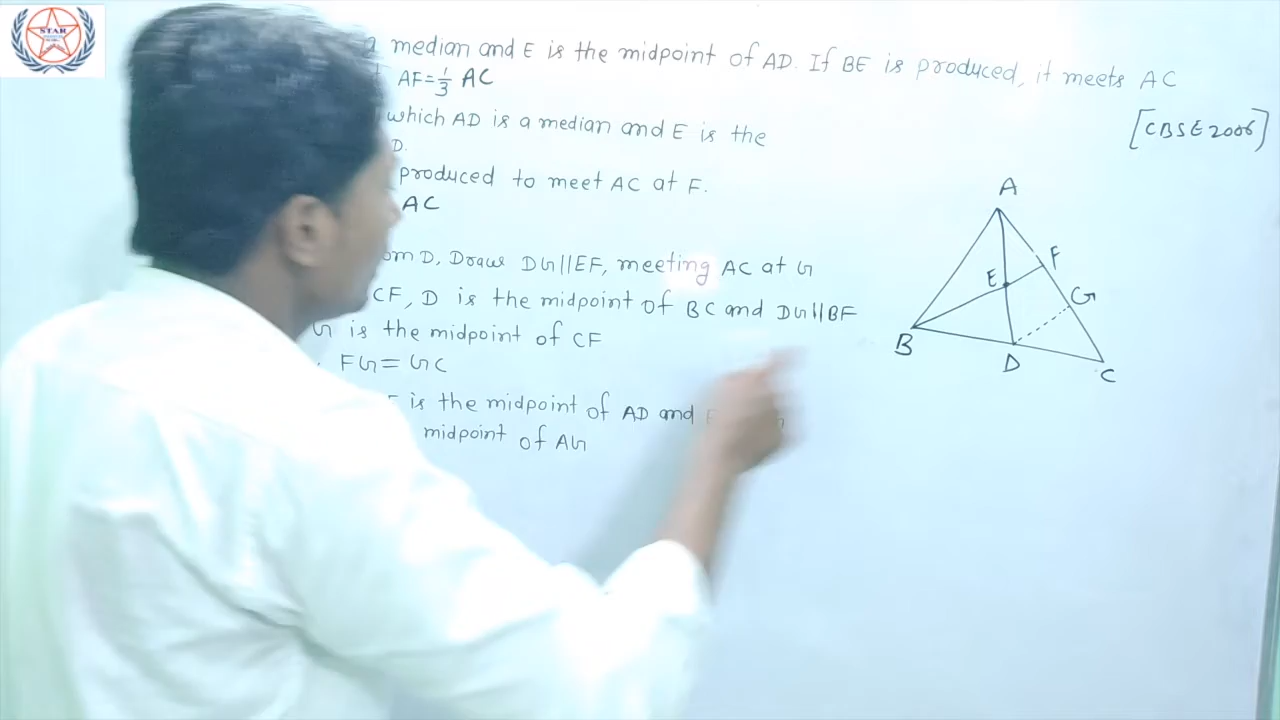 STAR
a median and E is the midpoint of AD. If BE is produced, it meets AC
AF=1/3 AC
[CBSE 2006]
which AD is a median and E is the
D.
produced to meet AC at F.
AC
om D, Draw DG||EF, meeting AC at G
CF, D is the midpoint of BC and DG||BF
G is the midpoint of CF
FG=GC
is the midpoint of AD and E
midpoint of AG
A
F
E
G
B
D
C